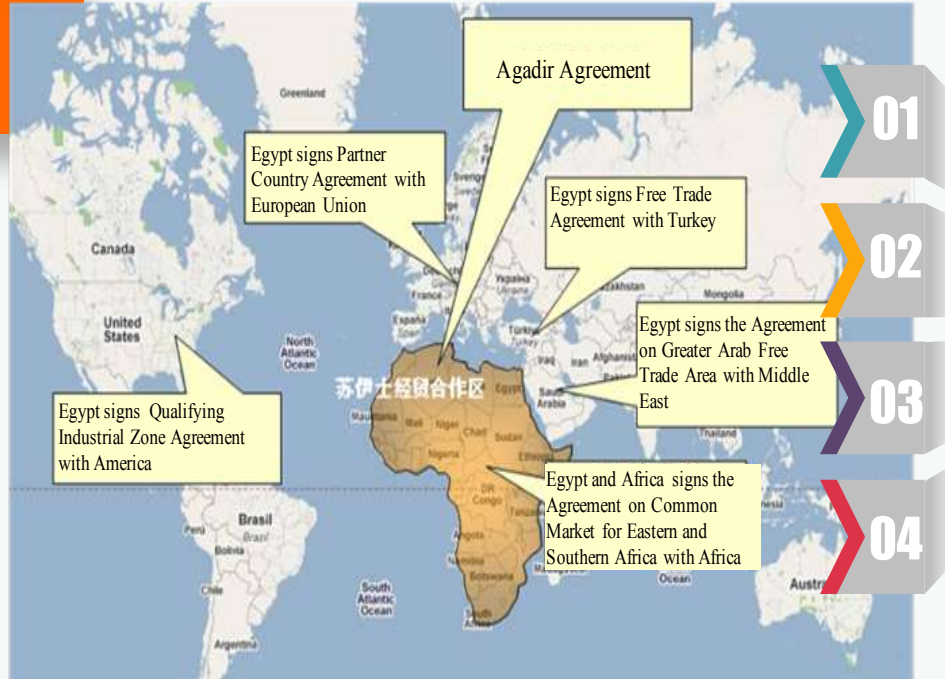 Agadir Agreement
01
Greenland
Egypt signs Partner
Country Agreement with
European Union
Egypt signs Free Trade
Agreement with Turkey
02
Canada
Україна
Ukraine
France
Mongolia
España
Türkiye
Turkey
United
States
North
Atlantic
Ocean
Iraq
Iran
Egypt signs the Agreement
on Greater Arab Free
Trade Area with Middle
East
03
苏伊士经贸合作区
Egypt
Saudi
Arabia
Mali
Niger
Chad
Sudan
Nigeria
Thailand
Egypt signs Qualifying
Industrial Zone Agreement
with America
Egypt and Africa signs the
Agreement on Common
Market for Eastern and
Southern Africa with Africa
DR
Congo
04
Brasil
Brazil
Peru
Bolivia
Angola
Namibia
Botswana
Chile
South
Atlantic
Ocean
Ocean
Austra
South
Africa
Argentina